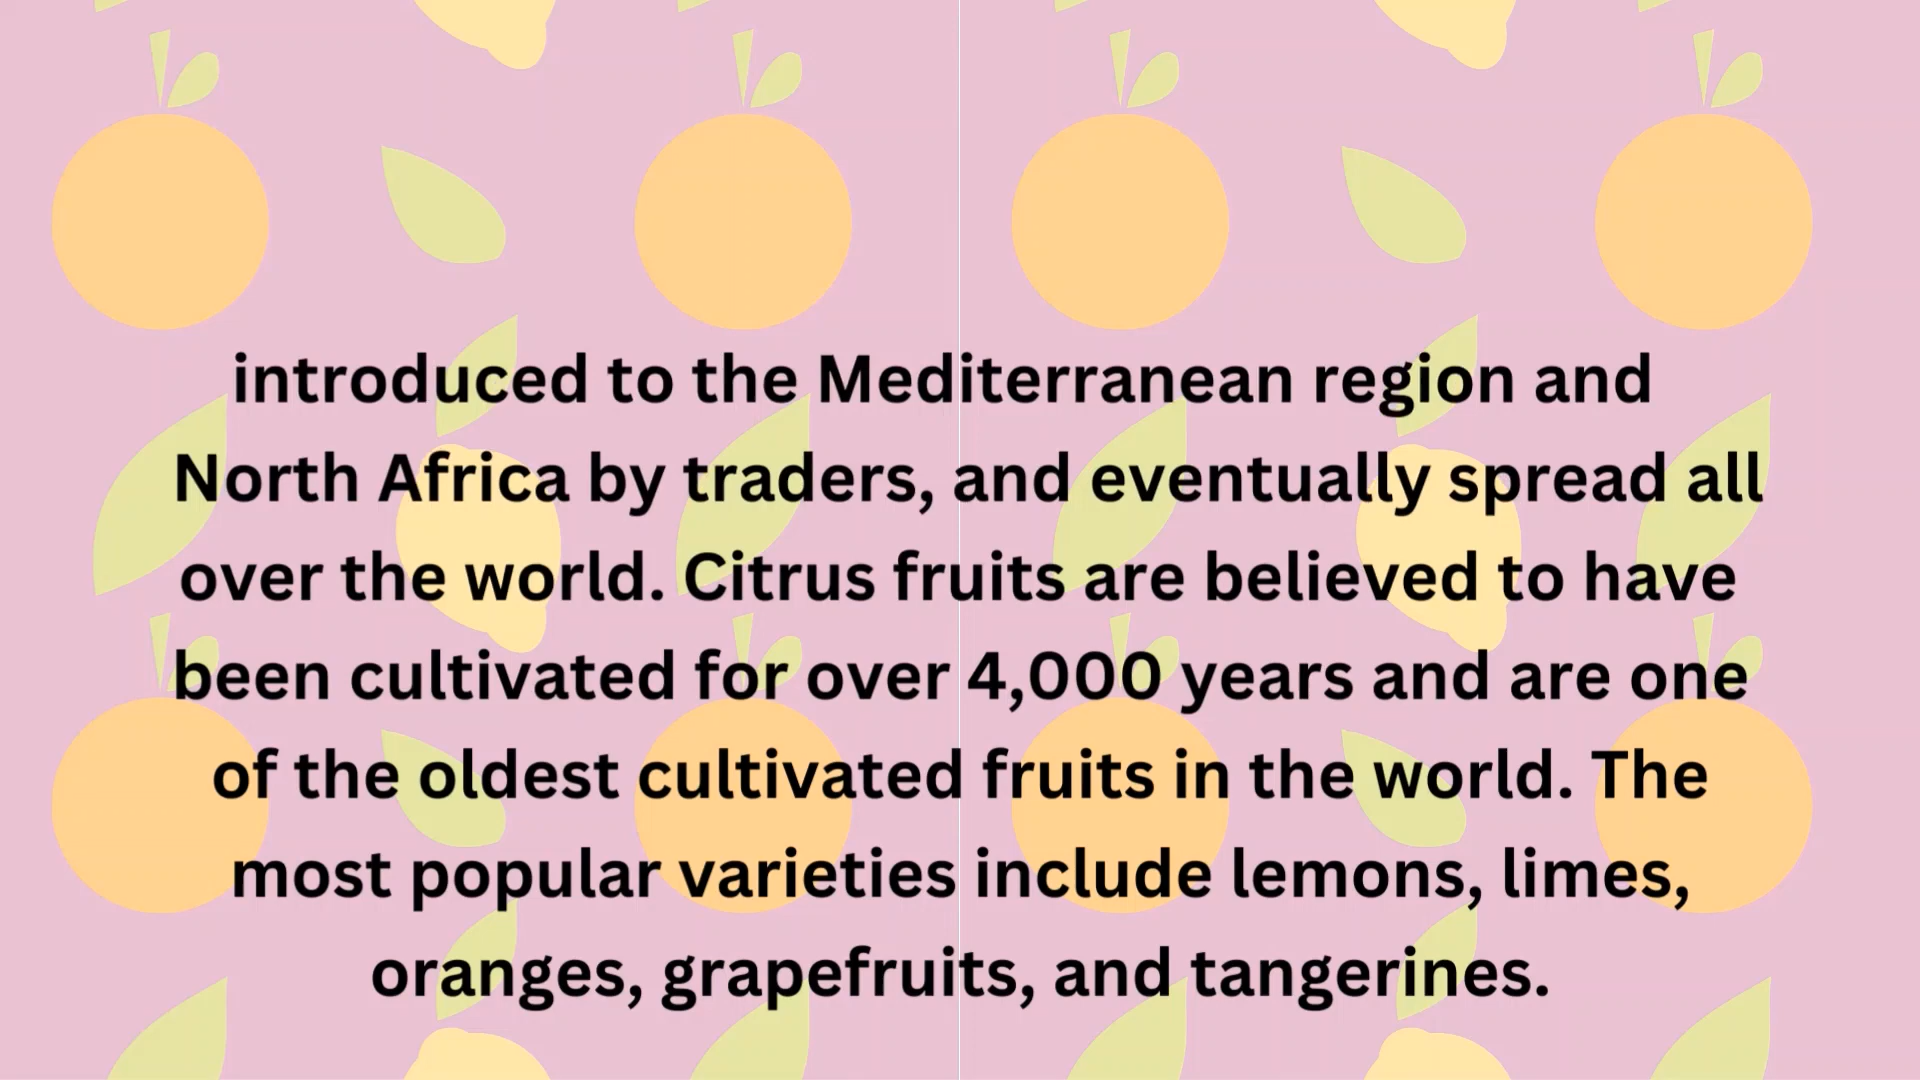 introduced to the Mediterranean region and
North Africa by traders, and eventually spread all
over the world. Citrus fruits are believed to have
been cultivated for over 4,000 years and are one
of the oldest cultivated fruits in the world. The
most popular varieties include lemons, limes,
oranges, grapefruits, and tangerines.